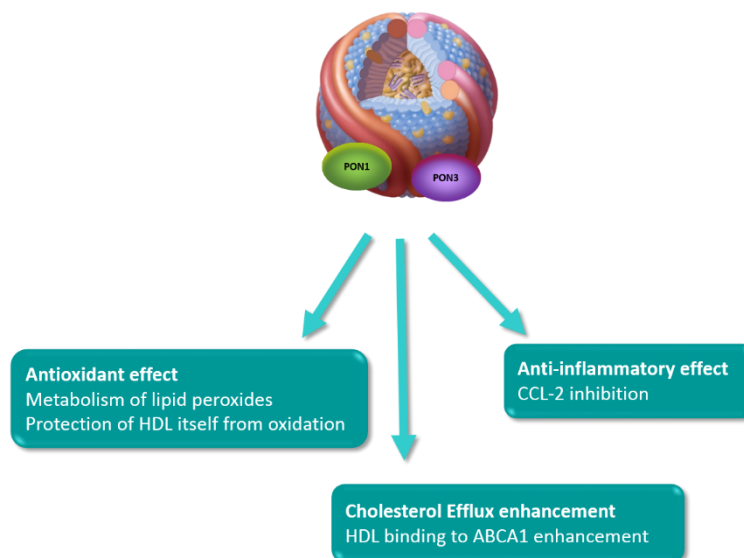 PON1
PON3
Antioxidant effect
Metabolism of lipid peroxides
Protection of HDL itself from oxidation
Anti-inflammatory effect
CCL-2 inhibition
Cholesterol Efflux enhancement
HDL binding to ABCA1 enhancement